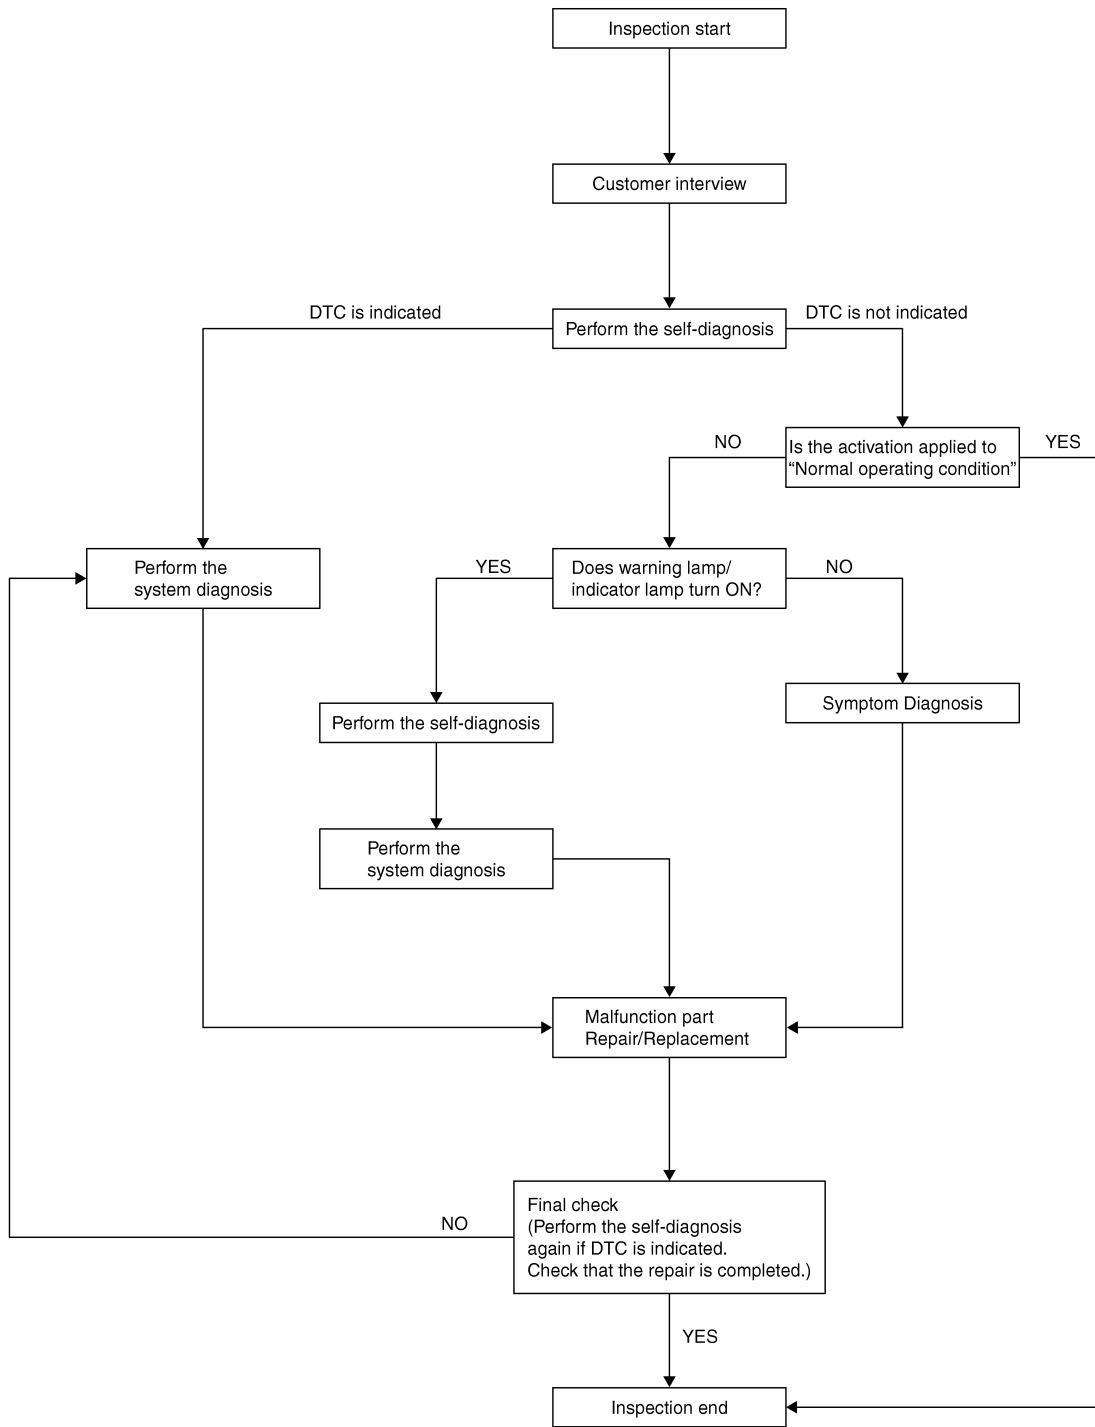 Inspection start
Customer interview
DTC is indicated
DTC is not indicated
Perform the self-diagnosis
NO
Is the activation applied to
“Normal operating condition”
YES
Perform the
system diagnosis
YES
Does warning lamp/
indicator lamp turn ON?
NO
Perform the self-diagnosis
Symptom Diagnosis
Perform the
system diagnosis
Malfunction part
Repair/Replacement
NO
Final check
(Perform the self-diagnosis
again if DTC is indicated.
Check that the repair is completed.)
YES
Inspection end